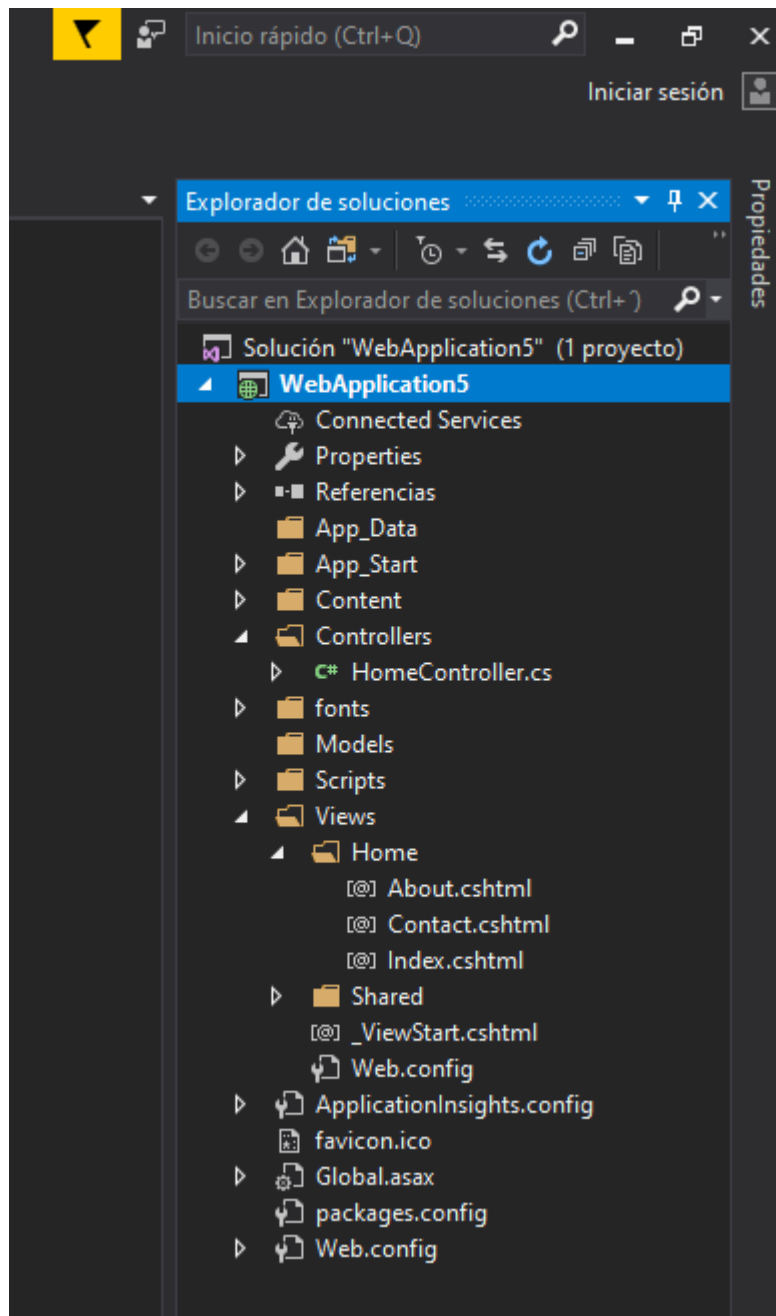 Inicio rápido (Ctrl+Q)
Iniciar sesión
Propiedades
Explorador de soluciones
Buscar en Explorador de soluciones (Ctrl+´)
Solución "WebApplication5" (1 proyecto)
WebApplication5
Connected Services
Properties
Referencias
App_Data
App_Start
Content
Controllers
C# HomeController.cs
fonts
Models
Scripts
Views
Home
[@] About.cshtml
[@] Contact.cshtml
[@] Index.cshtml
Shared
[@] _ViewStart.cshtml
Web.config
ApplicationInsights.config
favicon.ico
Global.asax
packages.config
Web.config